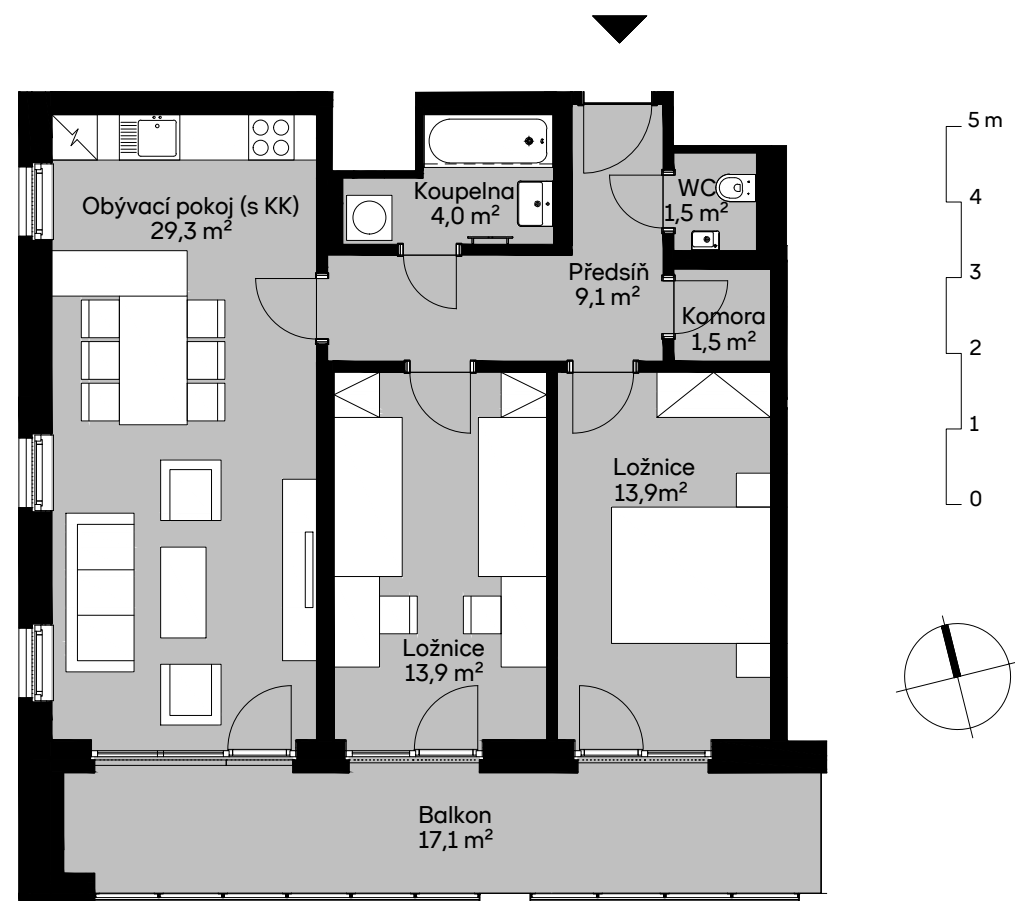 5 m
4
3
2
1
0
Obývací pokoj (s KK)
29,3 m²
Koupelna
4,0 m²
WC
1,5 m²
Předsíň
9,1 m²
Komora
1,5 m²
Ložnice
13,9m²
Ložnice
13,9 m²
Balkon
17,1 m²